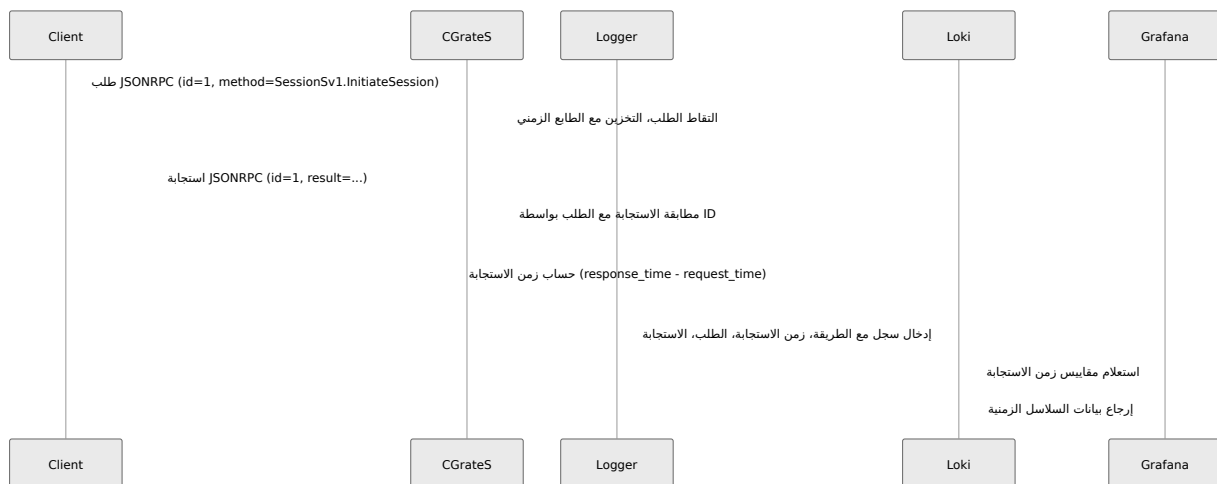 Client
CGrateS
Logger
Loki
Grafana
طلب JSONRPC (id=1, method=SessionSv1.InitiateSession)
التقاط الطلب، التخزين مع الطابع الزمني
استجابة JSONRPC (id=1, result=...)
مطابقة الاستجابة مع الطلب بواسطة ID
حساب زمن الاستجابة (response_time - request_time)
إدخال سجل مع الطريقة، زمن الاستجابة، الطلب، الاستجابة
استعلام مقاييس زمن الاستجابة
إرجاع بيانات السلاسل الزمنية
Client
CGrateS
Logger
Loki
Grafana